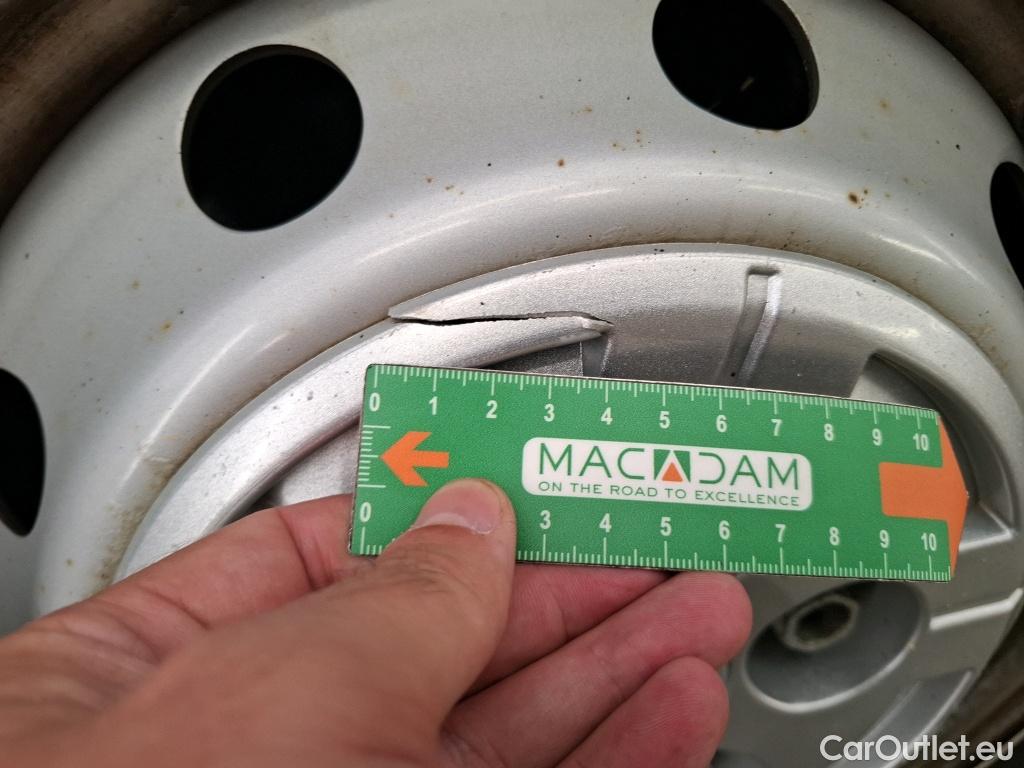 0 1 2 3 4 5 6 7 8 9 10
MACADAM
ON THE ROAD TO EXCELLENCE
0 3 4 5 6 7 8 9 10
CarOutlet.eu